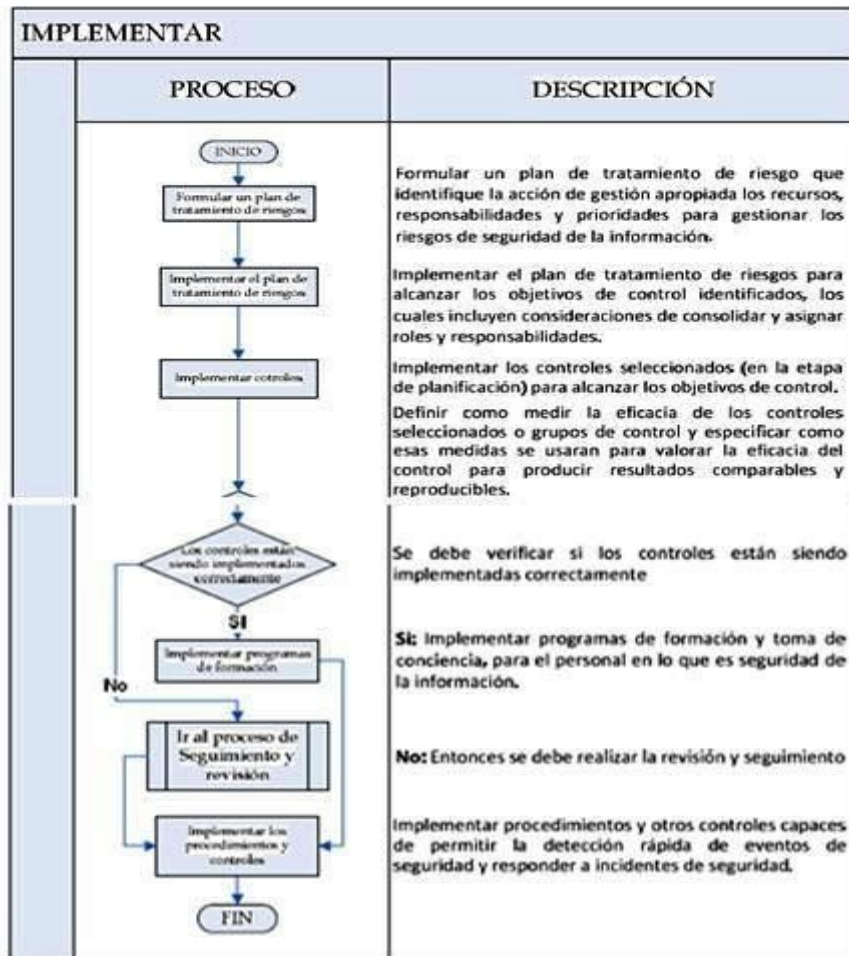 IMPLEMENTAR
PROCESO
DESCRIPCIÓN
INICIO
Formular un plan de
tratamiento de riesgos
Formular un plan de tratamiento de riesgo que
identifique la acción de gestión apropiada los recursos,
responsabilidades y prioridades para gestionar los
riesgos de seguridad de la información.
Implementar el plan de
tratamiento de riesgos
Implementar el plan de tratamiento de riesgos para
alcanzar los objetivos de control identificados, los
cuales incluyen consideraciones de consolidar y asignar
roles y responsabilidades.
Implementar cotroles
Implementar los controles seleccionados (en la etapa
de planificación) para alcanzar los objetivos de control.
Definir como medir la eficacia de los controles
seleccionados o grupos de control y especificar como
esas medidas se usaran para valorar la eficacia del
control para producir resultados comparables y
reproducibles.
Los controles están
siendo implementados
correctamente
Se debe verificar si los controles están siendo
implementadas correctamente
SI
Implementar programas
de formación
Si: Implementar programas de formación y toma de
conciencia, para el personal en lo que es seguridad de
la información.
No
Ir al proceso de
Seguimiento y
revisión
No: Entonces se debe realizar la revisión y seguimiento
Implementar los
procedimientos y
controles
Implementar procedimientos y otros controles capaces
de permitir la detección rápida de eventos de
seguridad y responder a incidentes de seguridad.
FIN